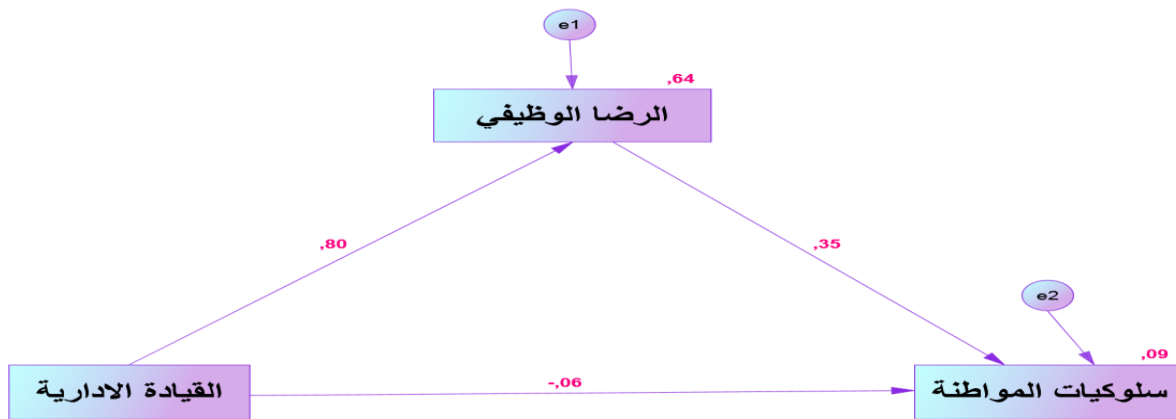 e1
,64
الرضا الوظيفي
,80
,35
e2
,09
القيادة الادارية
-,06
سلوكيات المواطنة